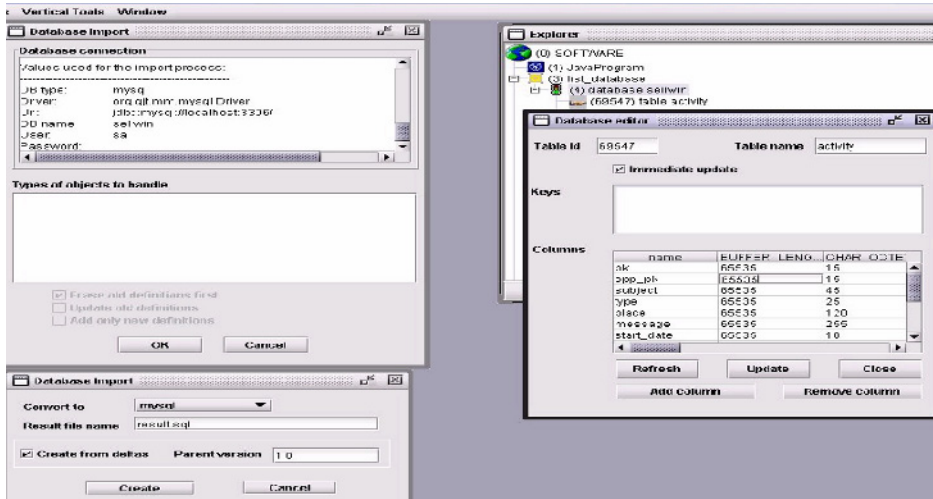 Vertical Tools Window
Database Import
Database connection
Values used for the import process:
DB type: mysq
Driver: org.gjt.mm.mysql.Driver
Url: jdbc:mysql://localhost:3306/
DB name sellwin
User: sa
Password:
Types of objects to handle
Erase old definitions first
Update old definitions
Add only new definitions
OK Cancel
Database Import
Convert to mysql
Result file name result.sql
Create from deltas Parent version 1.0
Create Cancel
Explorer
(0) SOFTWARE
(1) JavaProgram
(3) list_database
(4) database sellwin
(69547) table activity
Database editor
Table id 69547 Table name activity
Immediate update
Keys
Columns
name BUFFER_LENG... CHAR_OCTE
pk 65535 15
opp_pk 65535 15
subject 65535 45
type 65535 25
place 65535 120
message 65535 255
start_date 65535 10
Refresh Update Close
Add column Remove column